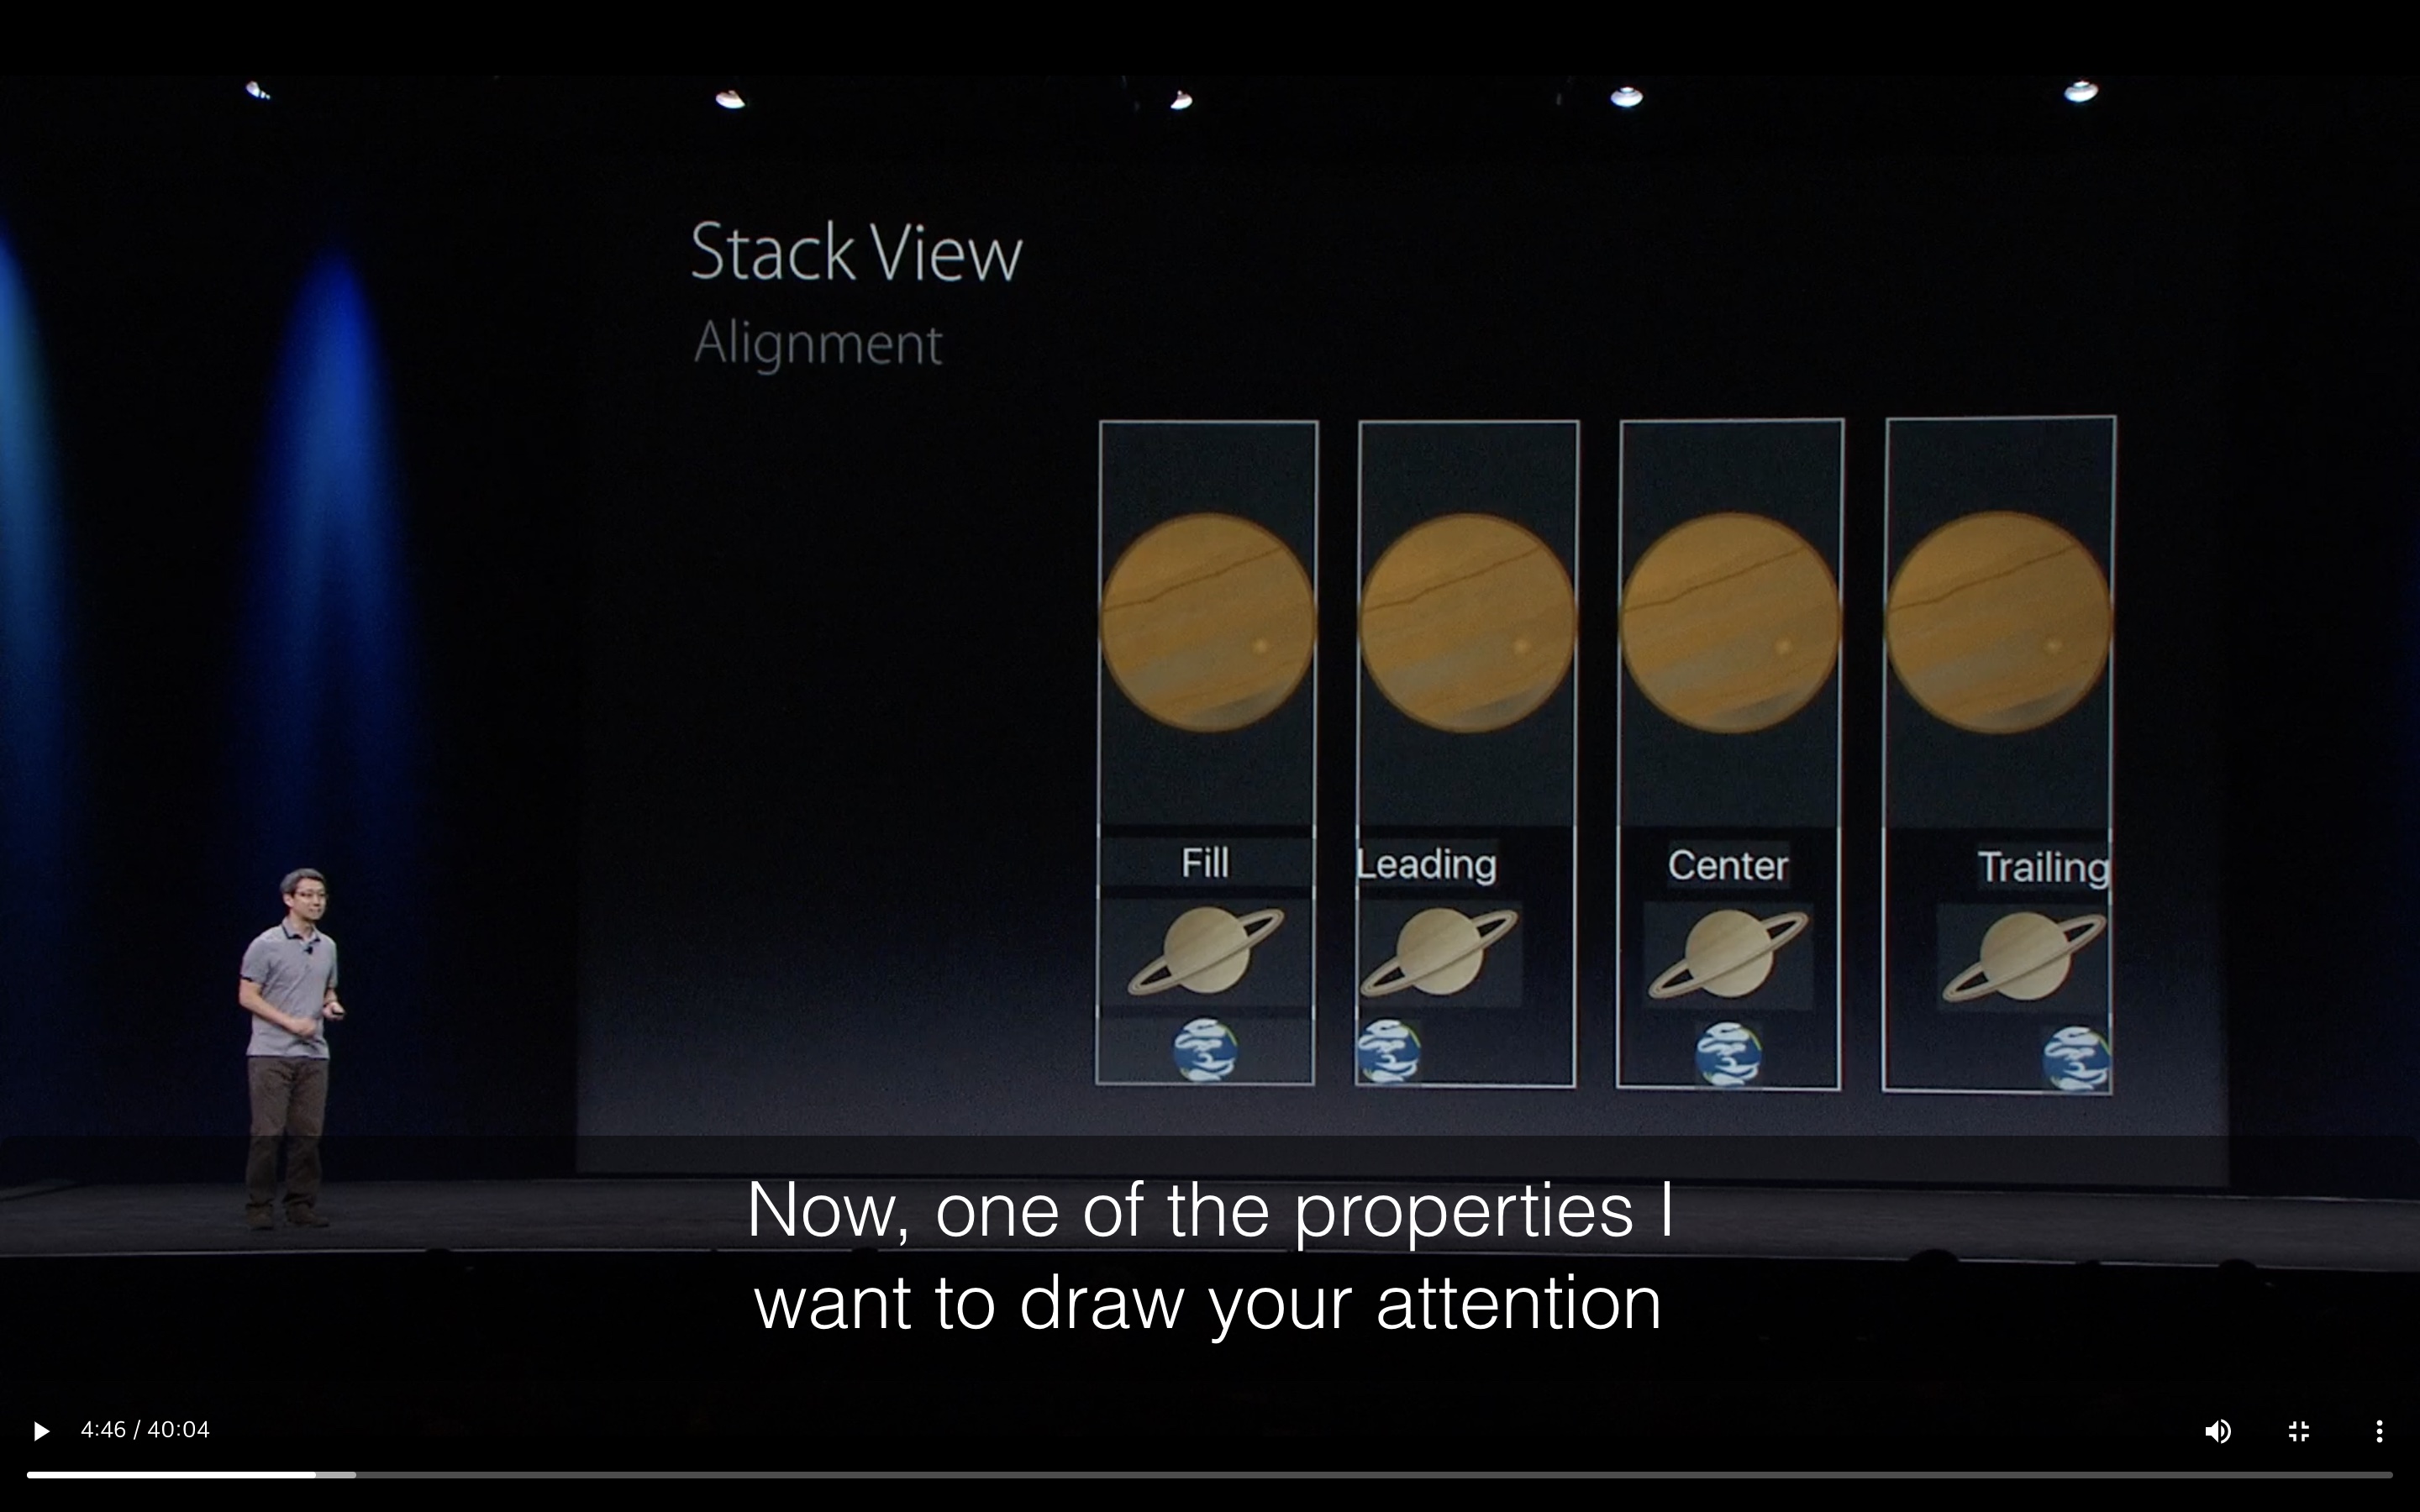 Stack View
Alignment
Fill
Leading
Center
Trailing
Now, one of the properties I
want to draw your attention
4:46 / 40:04